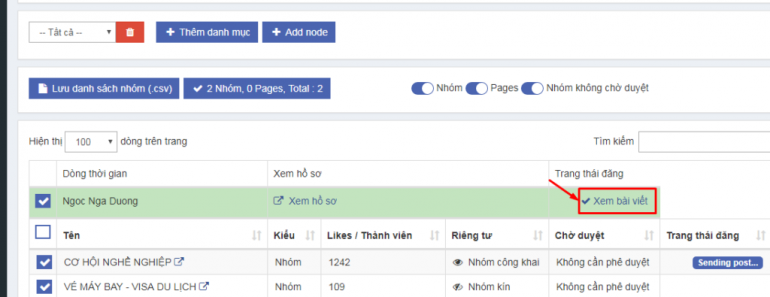 -- Tất cả -- Thêm danh mục Add node
Lưu danh sách nhóm (.csv) 2 Nhóm, 0 Pages, Total : 2 Nhóm Pages Nhóm không chờ duyệt
Hiện thị 100 dòng trên trang Tìm kiếm
Dòng thời gian Xem hồ sơ Trang thái đăng
Ngoc Nga Duong Xem hồ sơ Xem bài viết
Tên Kiểu Likes / Thành viên Riêng tư Chờ duyệt Trang thái đăng
CƠ HỘI NGHỀ NGHIỆP Nhóm 1242 Nhóm công khai Không cần phê duyệt Sending post...
VÉ MÁY BAY - VISA DU LỊCH Nhóm 109 Nhóm kín Không cần phê duyệt